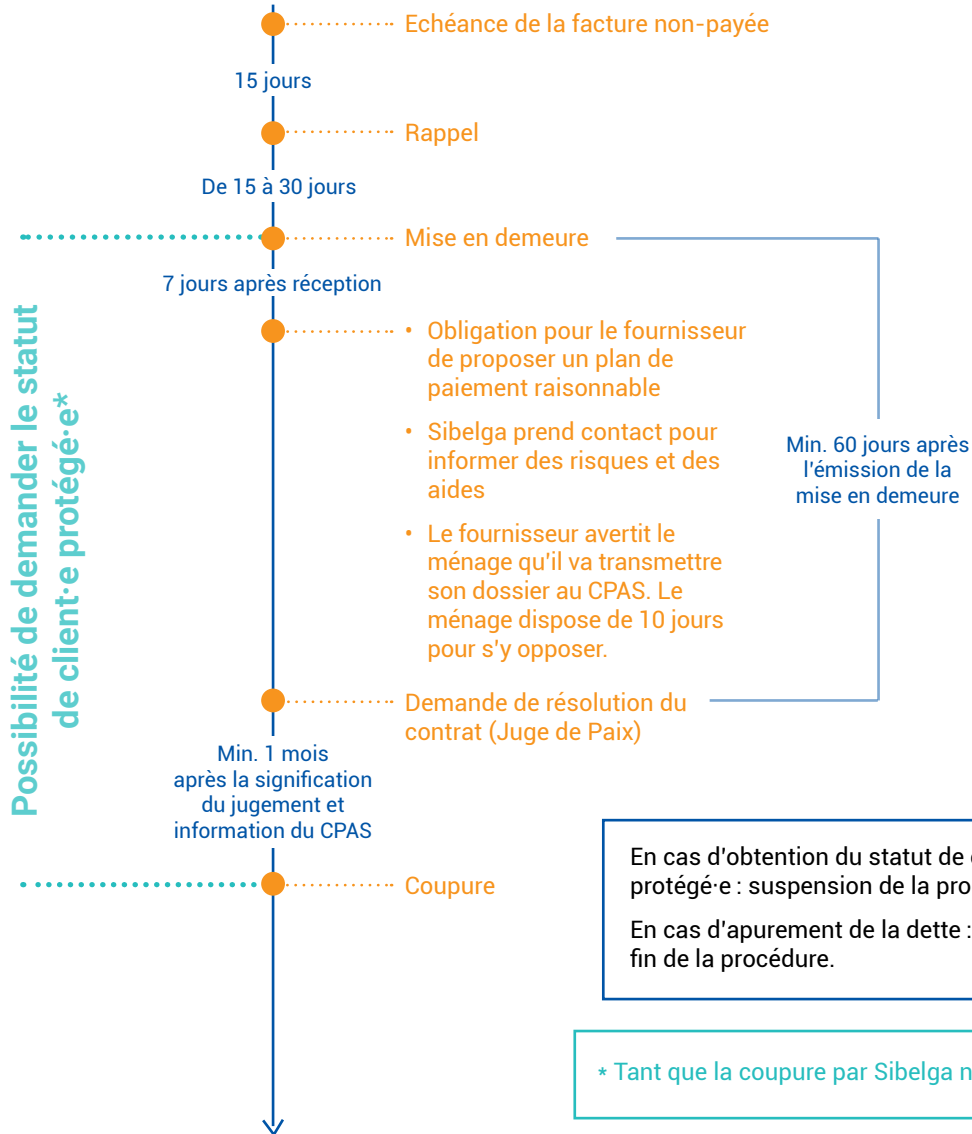 Echéance de la facture non-payée
15 jours
Rappel
De 15 à 30 jours
Mise en demeure
7 jours après réception
• Obligation pour le fournisseur
de proposer un plan de
paiement raisonnable
• Sibelga prend contact pour
informer des risques et des
aides
• Le fournisseur avertit le
ménage qu'il va transmettre
son dossier au CPAS. Le
ménage dispose de 10 jours
pour s'y opposer.
Min. 60 jours après
l'émission de la
mise en demeure
Possibilité de demander le statut
de client·e protégé·e*
Demande de résolution du
contrat (Juge de Paix)
Min. 1 mois
après la signification
du jugement et
information du CPAS
Coupure
En cas d'obtention du statut de
protégé·e : suspension de la
En cas d'apurement de la dette :
fin de la procédure.
* Tant que la coupure par Sibelga